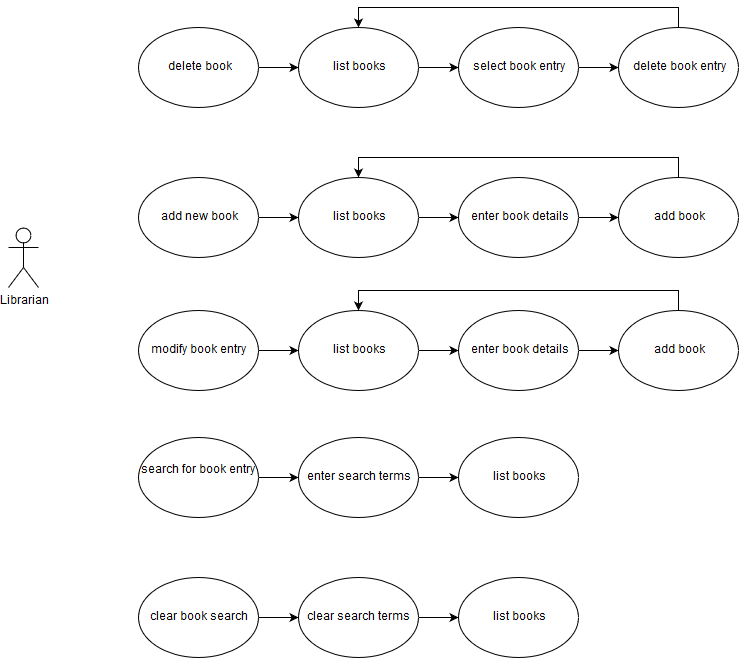 delete book
list books
select book entry
delete book entry
add new book
list books
enter book details
add book
Librarian
modify book entry
list books
enter book details
add book
search for book entry
enter search terms
list books
clear book search
clear search terms
list books